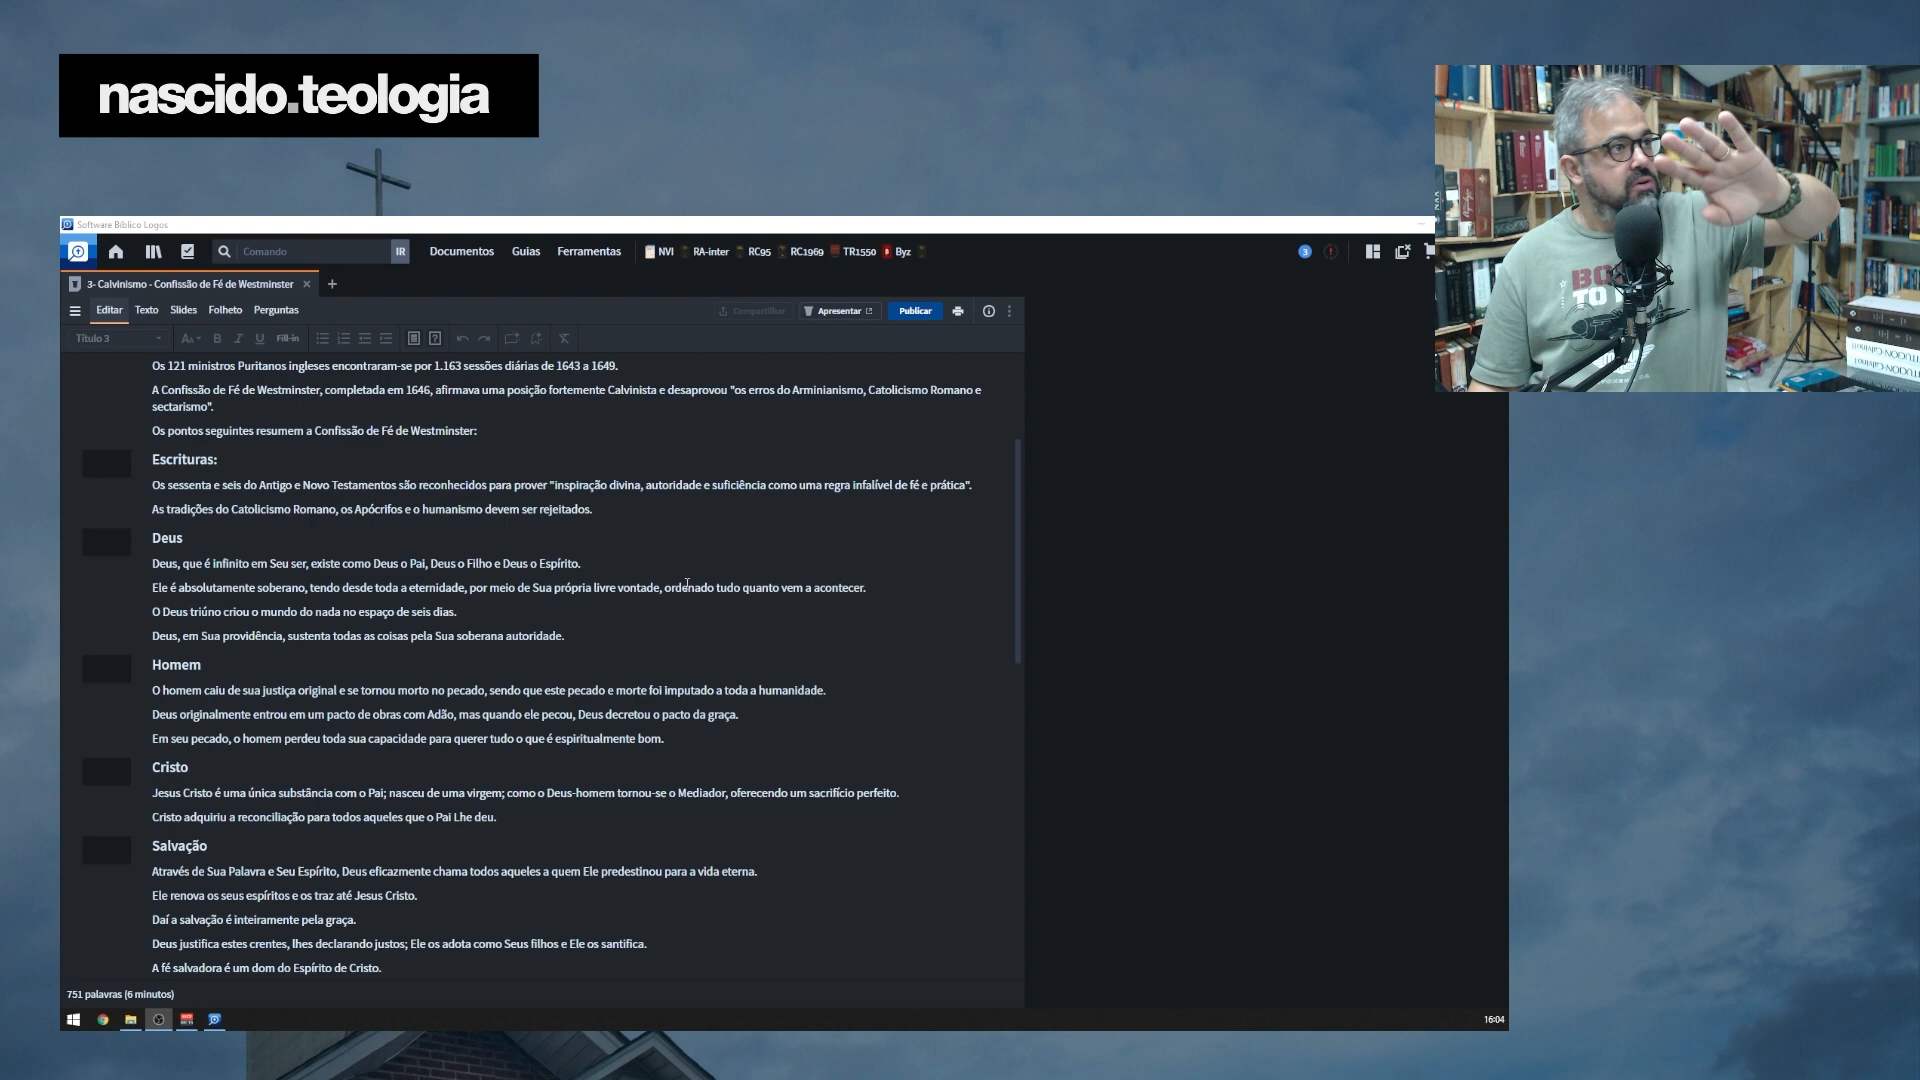 nascido.teologia
Software Bíblico Logos
Comando
IR
Documentos
Guias
Ferramentas
NVI
RA-inter
RC95
RC1969
TR1550
Byz
3
3- Calvinismo - Confissão de Fé de Westminster
Editar
Texto
Slides
Folheto
Perguntas
Compartilhar
Apresentar
Publicar
Título 3
Fill-in
Os 121 ministros Puritanos ingleses encontraram-se por 1.163 sessões diárias de 1643 a 1649.
A Confissão de Fé de Westminster, completada em 1646, afirmava uma posição fortemente Calvinista e desaprovou "os erros do Arminianismo, Catolicismo Romano e
sectarismo".
Os pontos seguintes resumem a Confissão de Fé de Westminster:
Escrituras:
Os sessenta e seis do Antigo e Novo Testamentos são reconhecidos para prover "inspiração divina, autoridade e suficiência como uma regra infalível de fé e prática".
As tradições do Catolicismo Romano, os Apócrifos e o humanismo devem ser rejeitados.
Deus
Deus, que é infinito em Seu ser, existe como Deus o Pai, Deus o Filho e Deus o Espírito.
Ele é absolutamente soberano, tendo desde toda a eternidade, por meio de Sua própria livre vontade, ordenado tudo quanto vem a acontecer.
O Deus triúno criou o mundo do nada no espaço de seis dias.
Deus, em Sua providência, sustenta todas as coisas pela Sua soberana autoridade.
Homem
O homem caiu de sua justiça original e se tornou morto no pecado, sendo que este pecado e morte foi imputado a toda a humanidade.
Deus originalmente entrou em um pacto de obras com Adão, mas quando ele pecou, Deus decretou o pacto da graça.
Em seu pecado, o homem perdeu toda sua capacidade para querer tudo o que é espiritualmente bom.
Cristo
Jesus Cristo é uma única substância com o Pai; nasceu de uma virgem; como o Deus-homem tornou-se o Mediador, oferecendo um sacrifício perfeito.
Cristo adquiriu a reconciliação para todos aqueles que o Pai Lhe deu.
Salvação
Através de Sua Palavra e Seu Espírito, Deus eficazmente chama todos aqueles a quem Ele predestinou para a vida eterna.
Ele renova os seus espíritos e os traz até Jesus Cristo.
Daí a salvação é inteiramente pela graça.
Deus justifica estes crentes, lhes declarando justos; Ele os adota como Seus filhos e Ele os santifica.
A fé salvadora é um dom do Espírito de Cristo.
751 palavras (6 minutos)
16:04